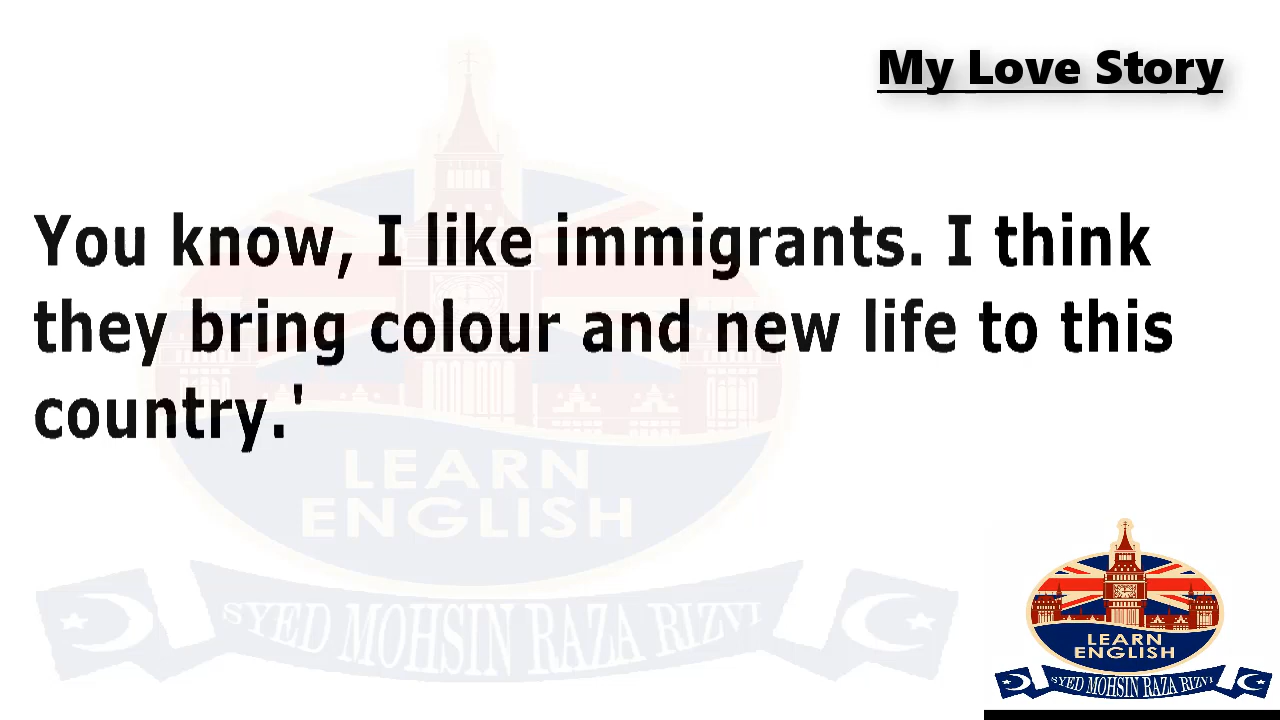 My Love Story
You know, I like immigrants. I think
they bring colour and new life to this
country.'
LEARN
ENGLISH
SYED MOHSIN RAZA RIZVI
LEARN
ENGLISH
SYED MOHSIN RAZA RIZVI